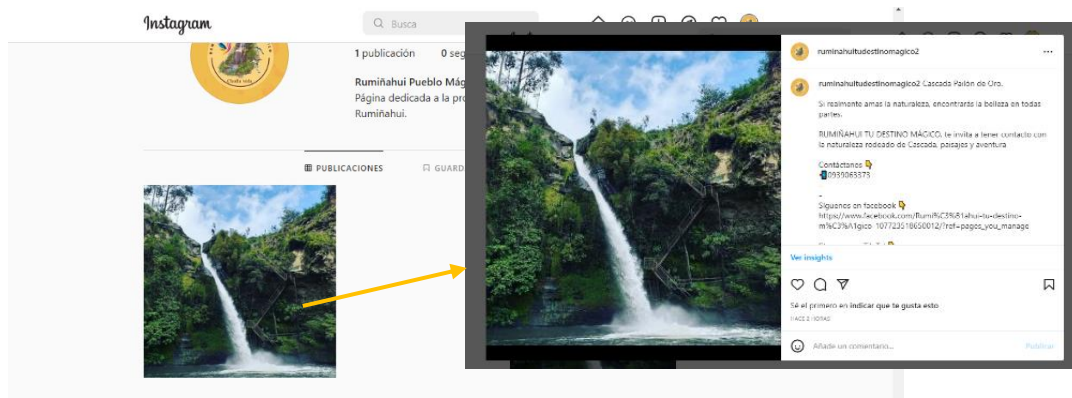 Instagram
Busca
1 publicación 0 seg
Rumiñahui Pueblo Mág
Página dedicada a la pro
Rumiñahui.
PUBLICACIONES
GUARD
ruminahuitudestinomagico2
ruminahuitudestinomagico2 Cascada Pailón de Oro.
Si realmente amas la naturaleza, encontrarás la belleza en todas
partes.
RUMIÑAHUI TU DESTINO MÁGICO, te invita a tener contacto con
la naturaleza rodeado de Cascada, paisajes y aventura
Contáctanos 👇
📲0939063373
-
Síguenos en facebook 👇
https://www.facebook.com/Rumi%C3%B1ahui-tu-destino-
m%C3%A1gico-107723518650012/?ref=pages_you_manage
Ver insights
Sé el primero en indicar que te gusta esto
HACE 2 HORAS
Añade un comentario...
Publicar